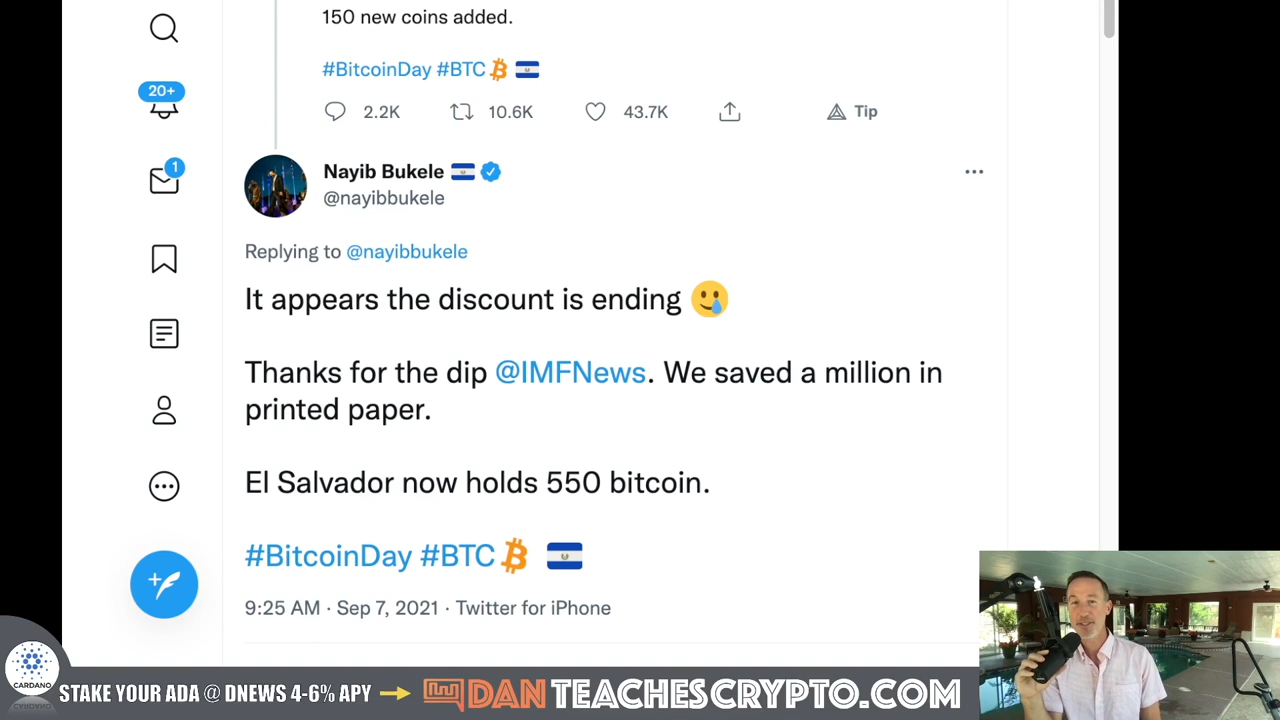 150 new coins added.
#BitcoinDay #BTC
20+
2.2K 10.6K 43.7K Tip
1
Nayib Bukele
@nayibbukele
Replying to @nayibbukele
It appears the discount is ending
Thanks for the dip @IMFNews. We saved a million in
printed paper.
El Salvador now holds 550 bitcoin.
#BitcoinDay #BTC
9:25 AM · Sep 7, 2021 · Twitter for iPhone
CARDANO
STAKE YOUR ADA @ DNEWS 4-6% APY
DANTEACHESCRYPTO.COM